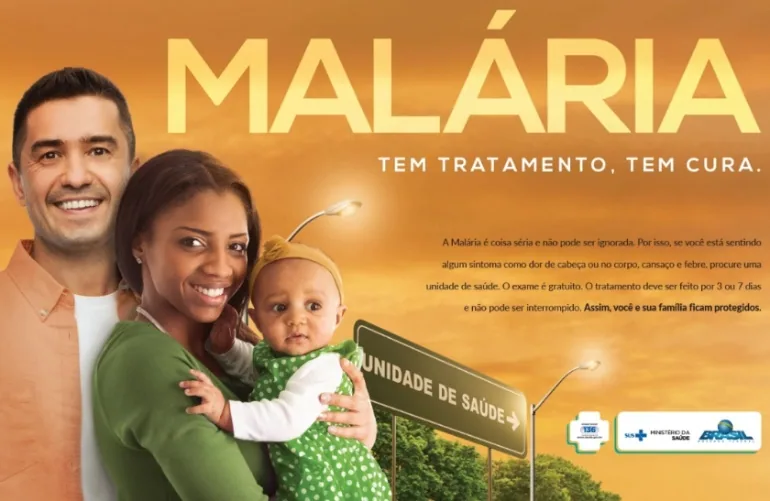 MALÁRIA
TEM TRATAMENTO, TEM CURA.
A Malária é coisa séria e não pode ser ignorada. Por isso, se você está sentindo
algum sintoma como dor de cabeça ou no corpo, cansaço e febre, procure uma
unidade de saúde. O exame é gratuito. O tratamento deve ser feito por 3 ou 7 dias
e não pode ser interrompido. Assim, você e sua família ficam protegidos.
UNIDADE DE SAÚDE→
136
SUS
MINISTÉRIO DA
SAÚDE
BRASIL